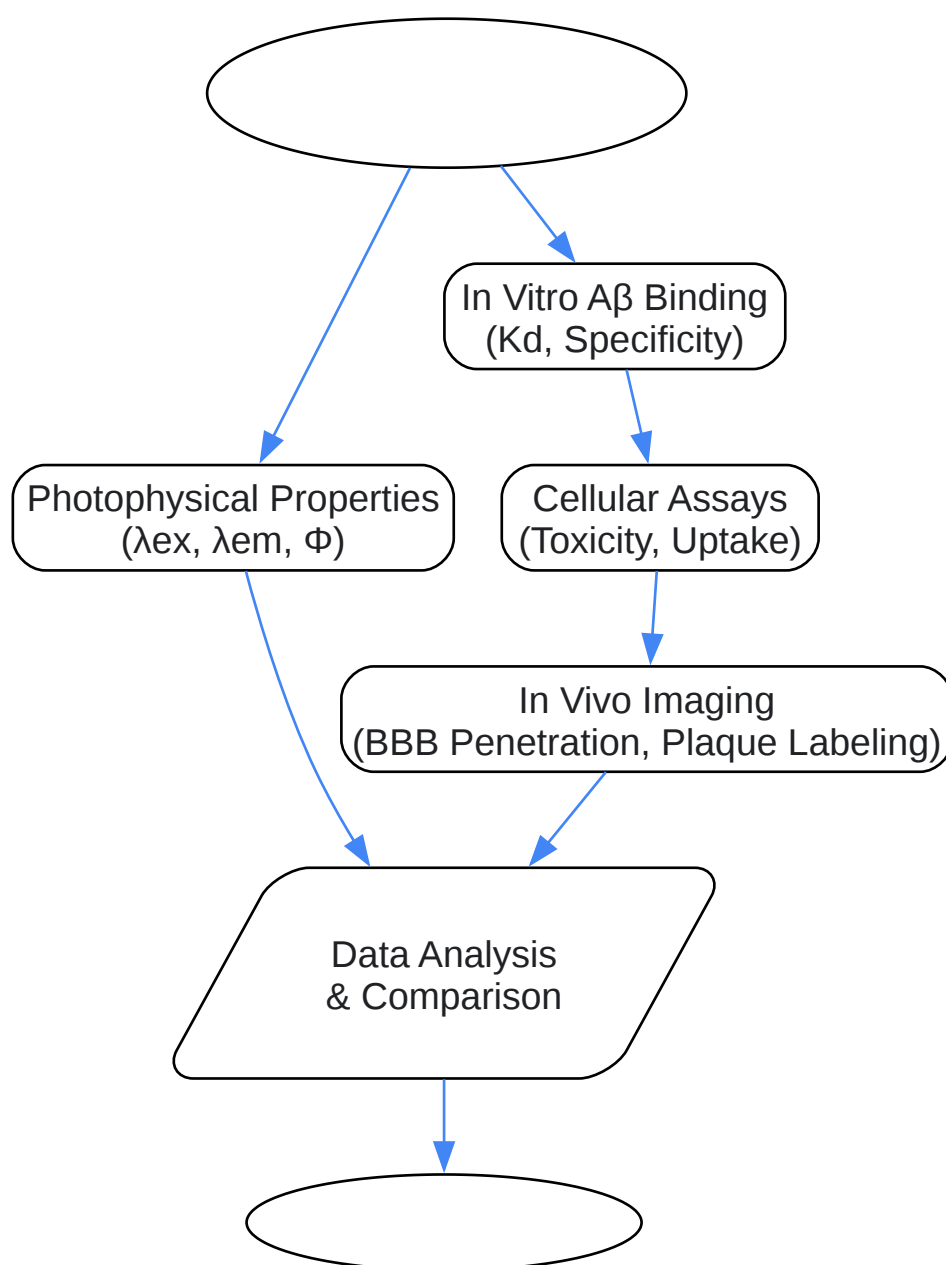 In Vitro Aβ Binding
(Kd, Specificity)
Photophysical Properties
(λex, λem, Φ)
Cellular Assays
(Toxicity, Uptake)
In Vivo Imaging
(BBB Penetration, Plaque Labeling)
Data Analysis
& Comparison